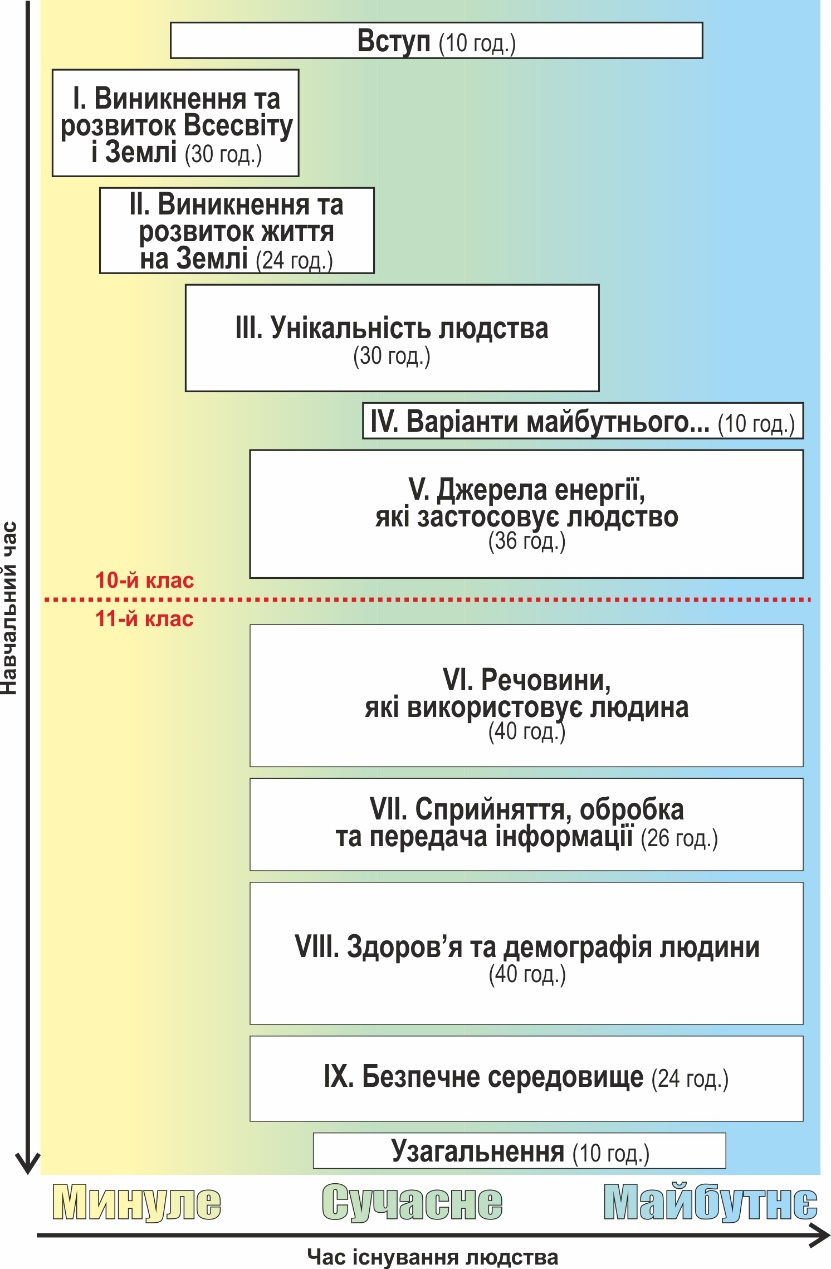 Вступ (10 год.)
I. Виникнення та
розвиток Всесвіту
і Землі (30 год.)
II. Виникнення та
розвиток життя
на Землі (24 год.)
III. Унікальність людства
(30 год.)
IV. Варіанти майбутнього... (10 год.)
V. Джерела енергії,
які застосовує людство
(36 год.)
10-й клас
11-й клас
VI. Речовини,
які використовує людина
(40 год.)
VII. Сприйняття, обробка
та передача інформації (26 год.)
VIII. Здоров’я та демографія людини
(40 год.)
IX. Безпечне середовище (24 год.)
Узагальнення (10 год.)
Навчальний час
Минуле Сучасне Майбутнє
Час існування людства